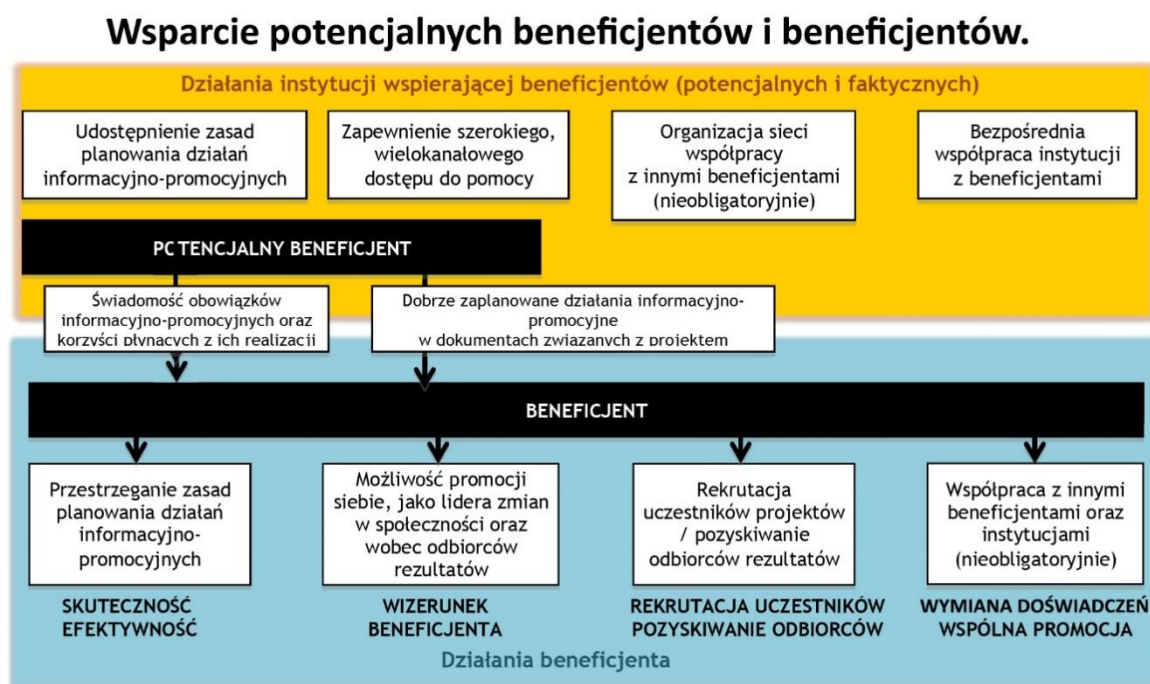 Wsparcie potencjalnych beneficjentów i beneficjentów.
Działania instytucji wspierającej beneficjentów (potencjalnych i faktycznych)
Udostępnienie zasad
planowania działań
informacyjno-promocyjnych
Zapewnienie szerokiego,
wielokanałowego
dostępu do pomocy
Organizacja sieci
współpracy
z innymi beneficjentami
(nieobligatoryjnie)
Bezpośrednia
współpraca instytucji
z beneficjentami
POTENCJALNY BENEFICJENT
Świadomość obowiązków
informacyjno-promocyjnych oraz
korzyści płynących z ich realizacji
Dobrze zaplanowane działania informacyjno-
promocyjne
w dokumentach związanych z projektem
BENEFICJENT
Przestrzeganie zasad
planowania działań
informacyjno-
promocyjnych
Możliwość promocji
siebie, jako lidera zmian
w społeczności oraz
wobec odbiorców
rezultatów
Rekrutacja
uczestników projektów
/ pozyskiwanie
odbiorców rezultatów
Współpraca z innymi
beneficjentami oraz
instytucjami
(nieobligatoryjnie)
SKUTECZNOŚĆ
EFEKTYWNOŚĆ
WIZERUNEK
BENEFICJENTA
REKRUTACJA UCZESTNIKÓW
POZYSKIWANIE ODBIORCÓW
WYMIANA DOŚWIADCZEŃ
WSPÓLNA PROMOCJA
Działania beneficjenta